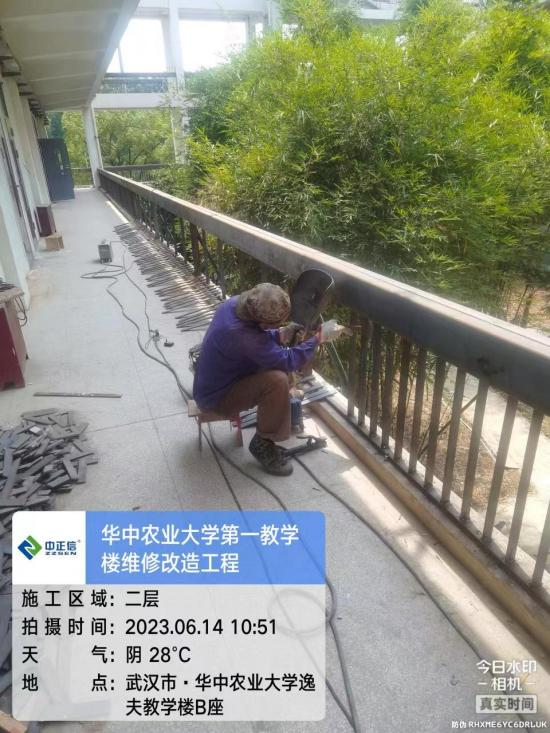 中正信
ZZSEN
华中农业大学第一教学
楼维修改造工程
施工区域：二层
拍摄时间：2023.06.14 10:51
天气：阴 28°C
地点：武汉市·华中农业大学逸
夫教学楼B座
今日水印
-相机-
真实时间
防伪 RHXME6YC6DRLUK